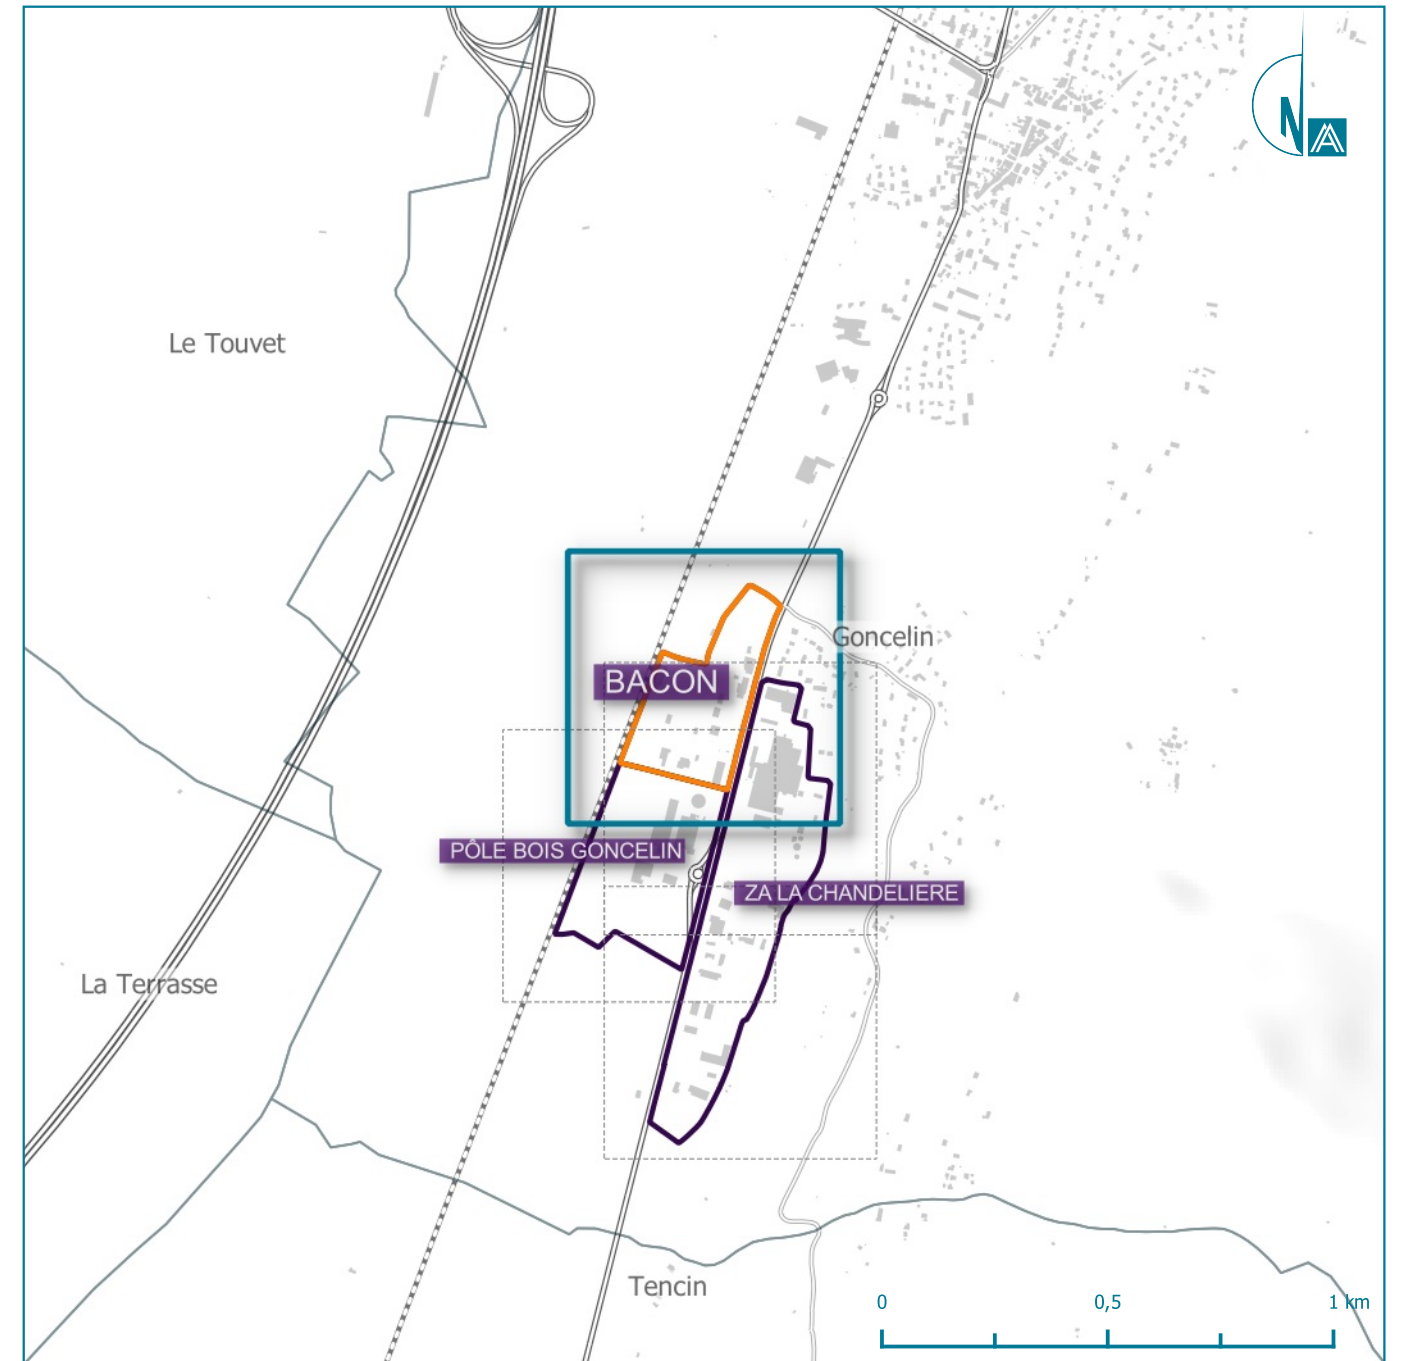 N
Le Touvet
Goncelin
BACON
PÔLE BOIS GONCELIN
ZA LA CHANDELIERE
La Terrasse
Tencin
0 0,5 1 km